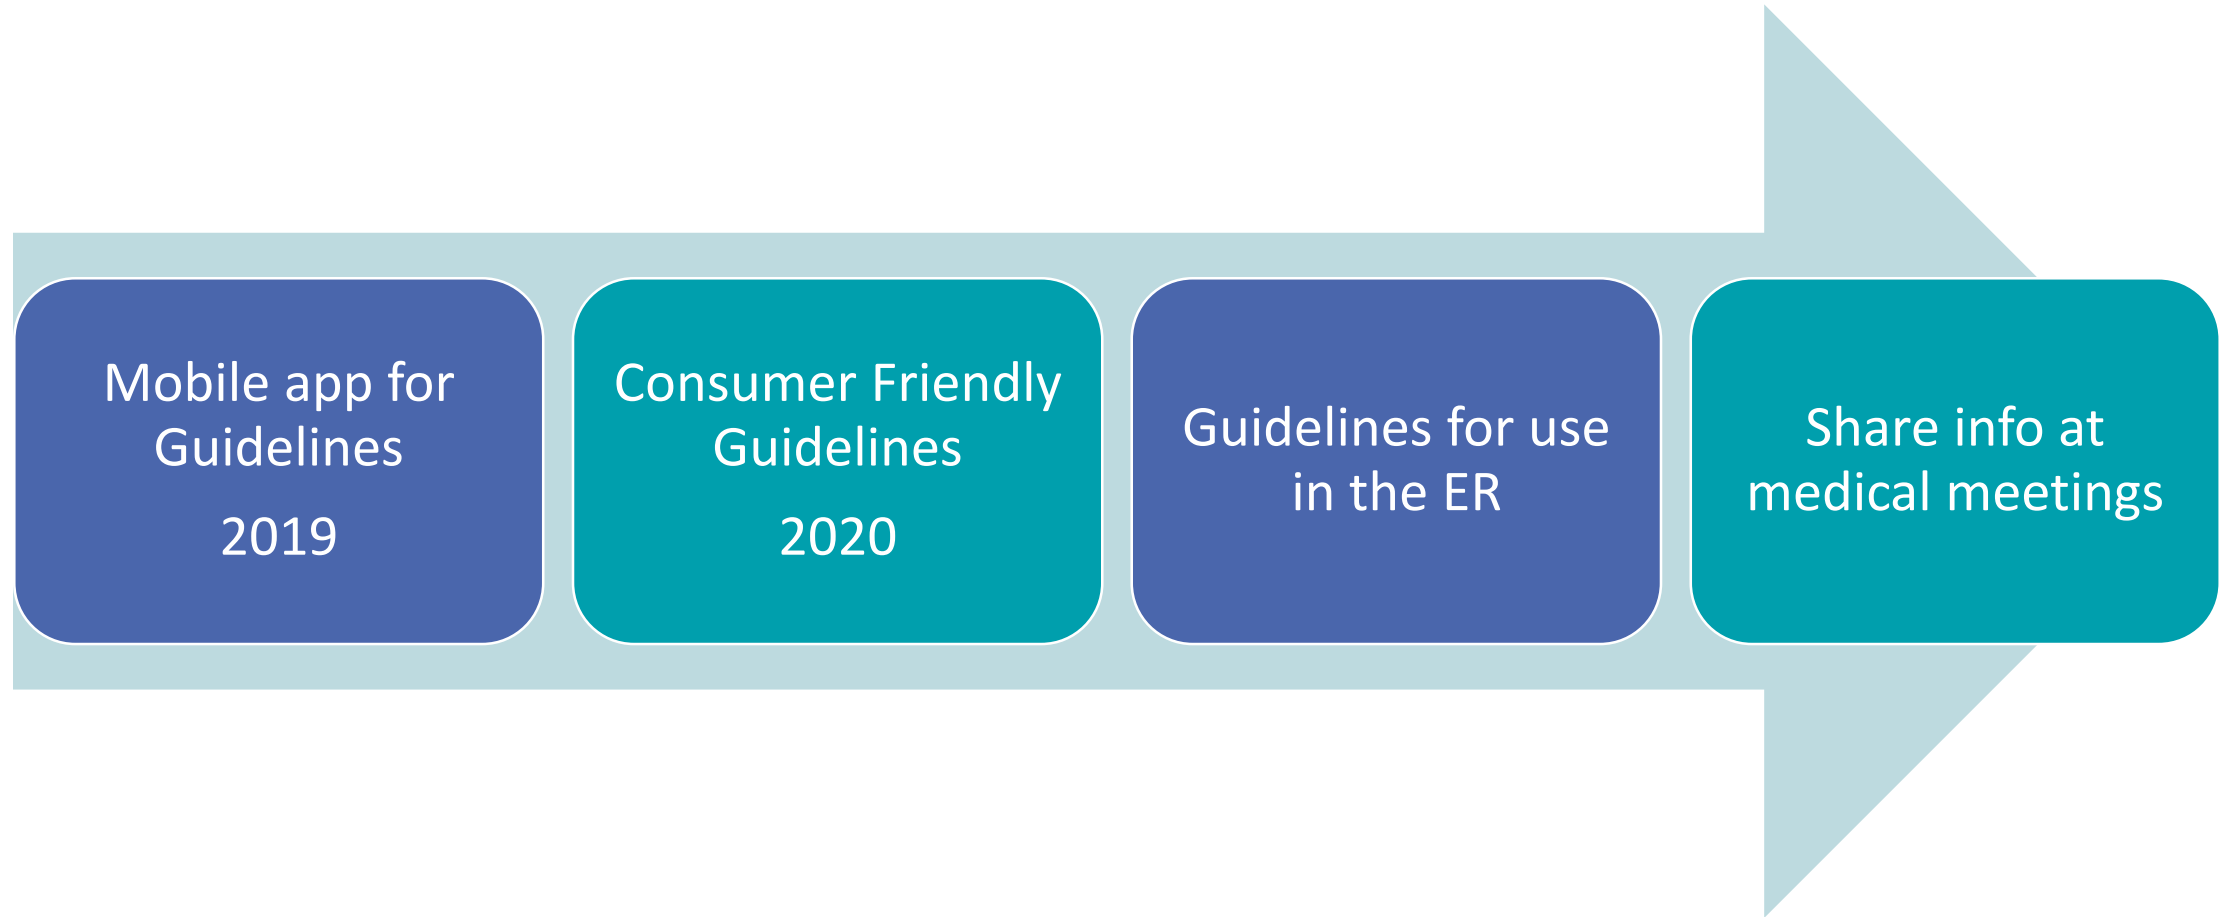 Mobile app for
Guidelines
2019
Consumer Friendly
Guidelines
2020
Guidelines for use
in the ER
Share info at
medical meetings